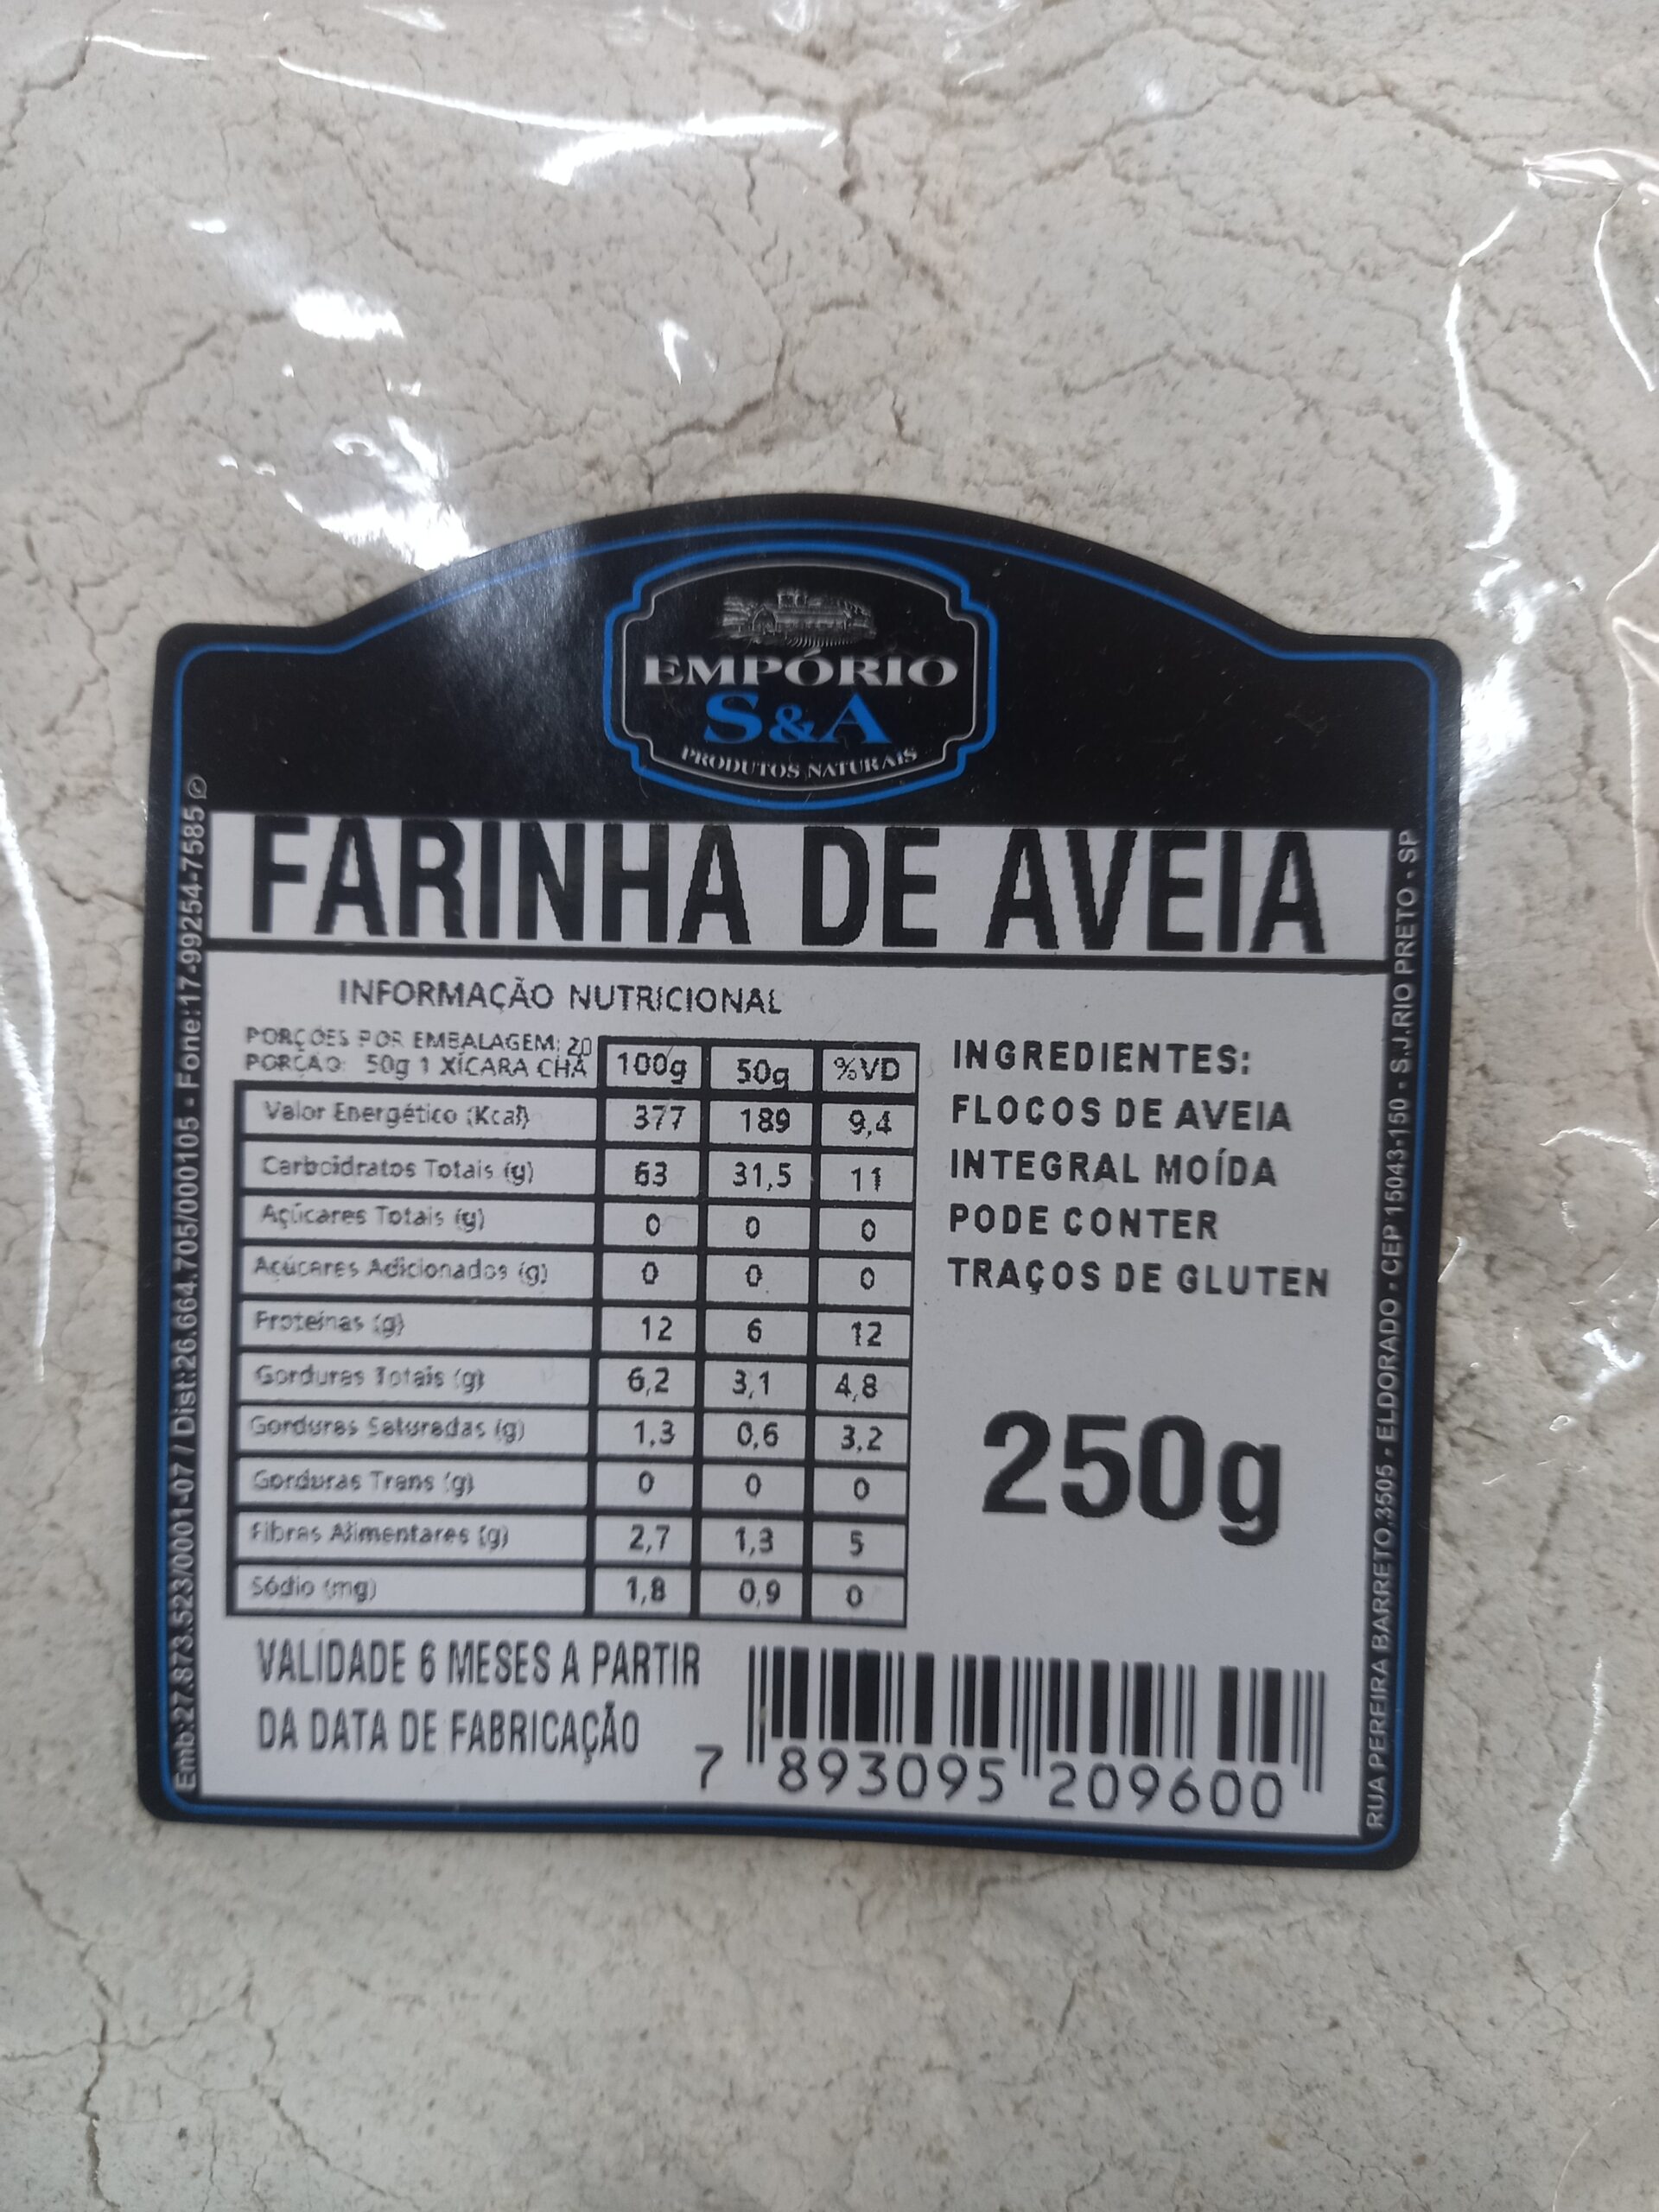 EMPÓRIO
S&A
PRODUTOS NATURAIS
FARINHA DE AVEIA
INFORMAÇÃO NUTRICIONAL
PORÇOES POR EMBALAGEM: 20
PORÇAO: 50g 1 XÍCARA CHÁ 100g 50g %VD
Valor Energético (Kcal) 377 189 9,4
Carboidratos Totais (g) 63 31,5 11
Açúcares Totais (g) 0 0 0
Açúcares Adicionados (g) 0 0 0
Proteínas (g) 12 6 12
Gorduras Totais (g) 6,2 3,1 4,8
Gorduras Saturadas (g) 1,3 0,6 3,2
Gorduras Trans (g) 0 0 0
Fibras Alimentares (g) 2,7 1,3 5
Sódio (mg) 1,8 0,9 0
INGREDIENTES:
FLOCOS DE AVEIA
INTEGRAL MOÍDA
PODE CONTER
TRAÇOS DE GLUTEN
250g
VALIDADE 6 MESES A PARTIR
DA DATA DE FABRICAÇÃO
7 893095 209600
Emb:27.873.523/0001-07 / Dist:26.664.705/000105 - Fone:17-99254-7585
RUA PEREIRA BARRETO,3505 - ELDORADO - CEP 15043-150 - S.J.RIO PRETO - SP